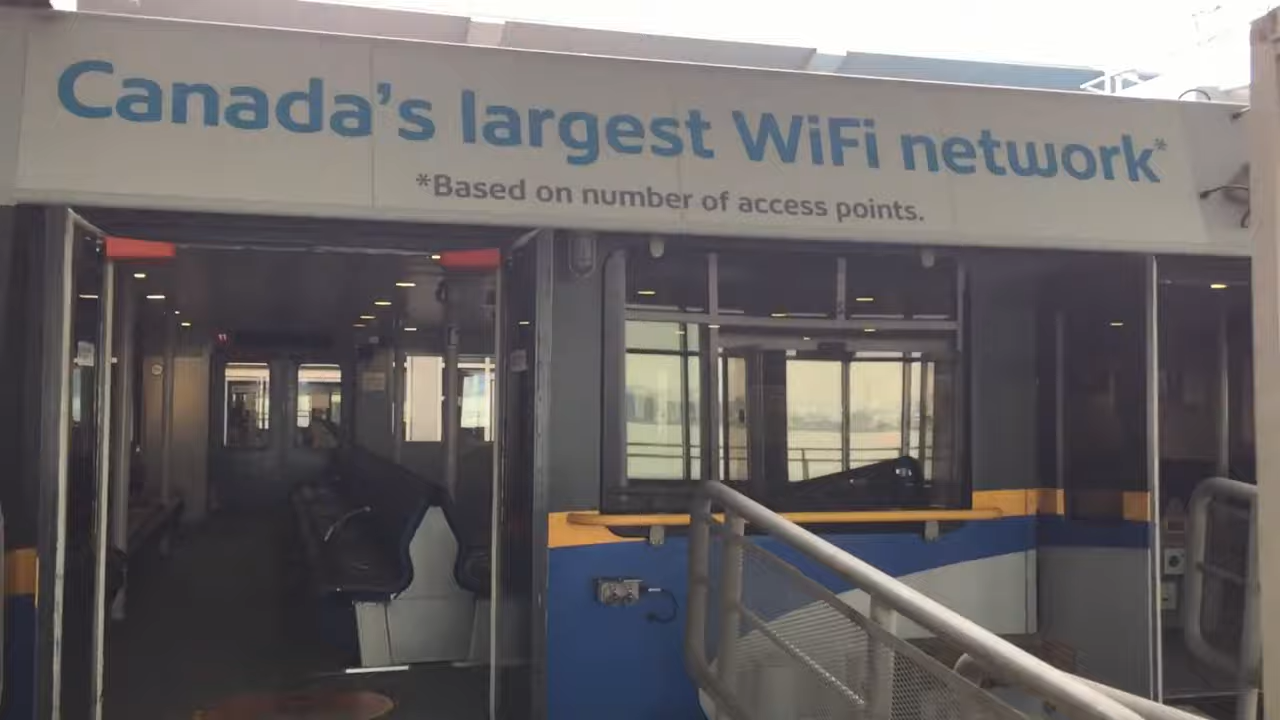 Canada's largest WiFi network*
*Based on number of access points.